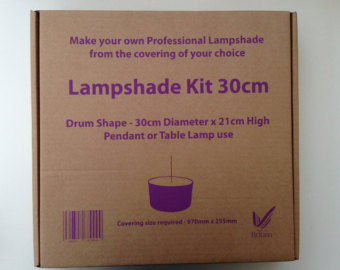 Make your own Professional Lampshade
from the covering of your choice
Lampshade Kit 30cm
Drum Shape - 30cm Diameter x 21cm High
Pendant or Table Lamp use
Covering size required - 970mm x 255mm